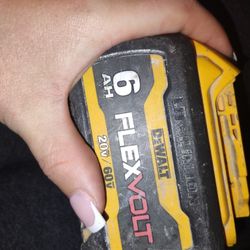 6
AH
FLEXVOLT
20V/60V
DEWALT